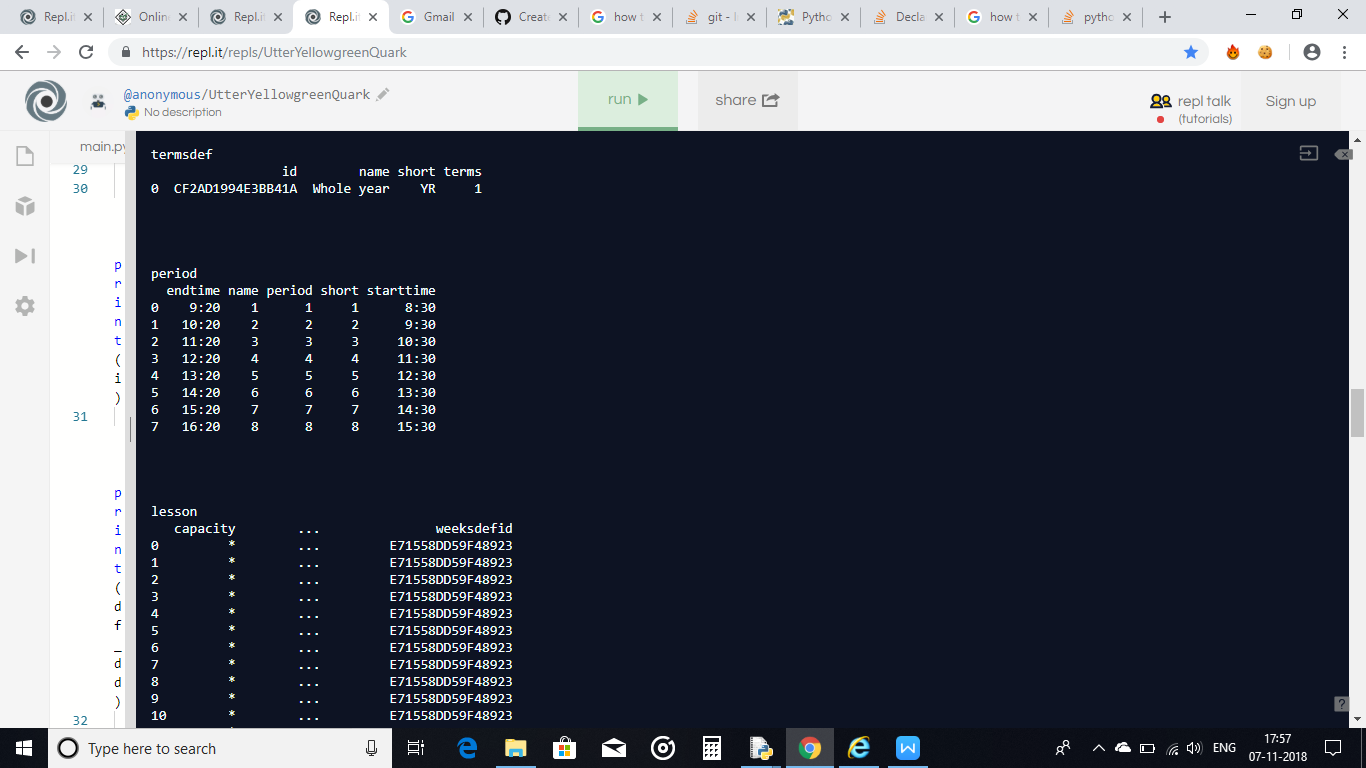 Repl.i Online Repl.i Repl.i Gmail Create how t git - Pytho Decla how t pytho
https://repl.it/repls/UtterYellowgreenQuark
@anonymous/UtterYellowgreenQuark
No description
run
share
repl talk
(tutorials)
Sign up
main.py
29
30
p
r
i
n
t
(
i
)
31
p
r
i
n
t
(
d
f
_
d
d
)
32
termsdef
id name short terms
0 CF2AD1994E3BB41A Whole year YR 1
period
endtime name period short starttime
0 9:20 1 1 1 8:30
1 10:20 2 2 2 9:30
2 11:20 3 3 3 10:30
3 12:20 4 4 4 11:30
4 13:20 5 5 5 12:30
5 14:20 6 6 6 13:30
6 15:20 7 7 7 14:30
7 16:20 8 8 8 15:30
lesson
capacity ... weeksdefid
0 * ... E71558DD59F48923
1 * ... E71558DD59F48923
2 * ... E71558DD59F48923
3 * ... E71558DD59F48923
4 * ... E71558DD59F48923
5 * ... E71558DD59F48923
6 * ... E71558DD59F48923
7 * ... E71558DD59F48923
8 * ... E71558DD59F48923
9 * ... E71558DD59F48923
10 * ... E71558DD59F48923
?
Type here to search
ENG
17:57
07-11-2018